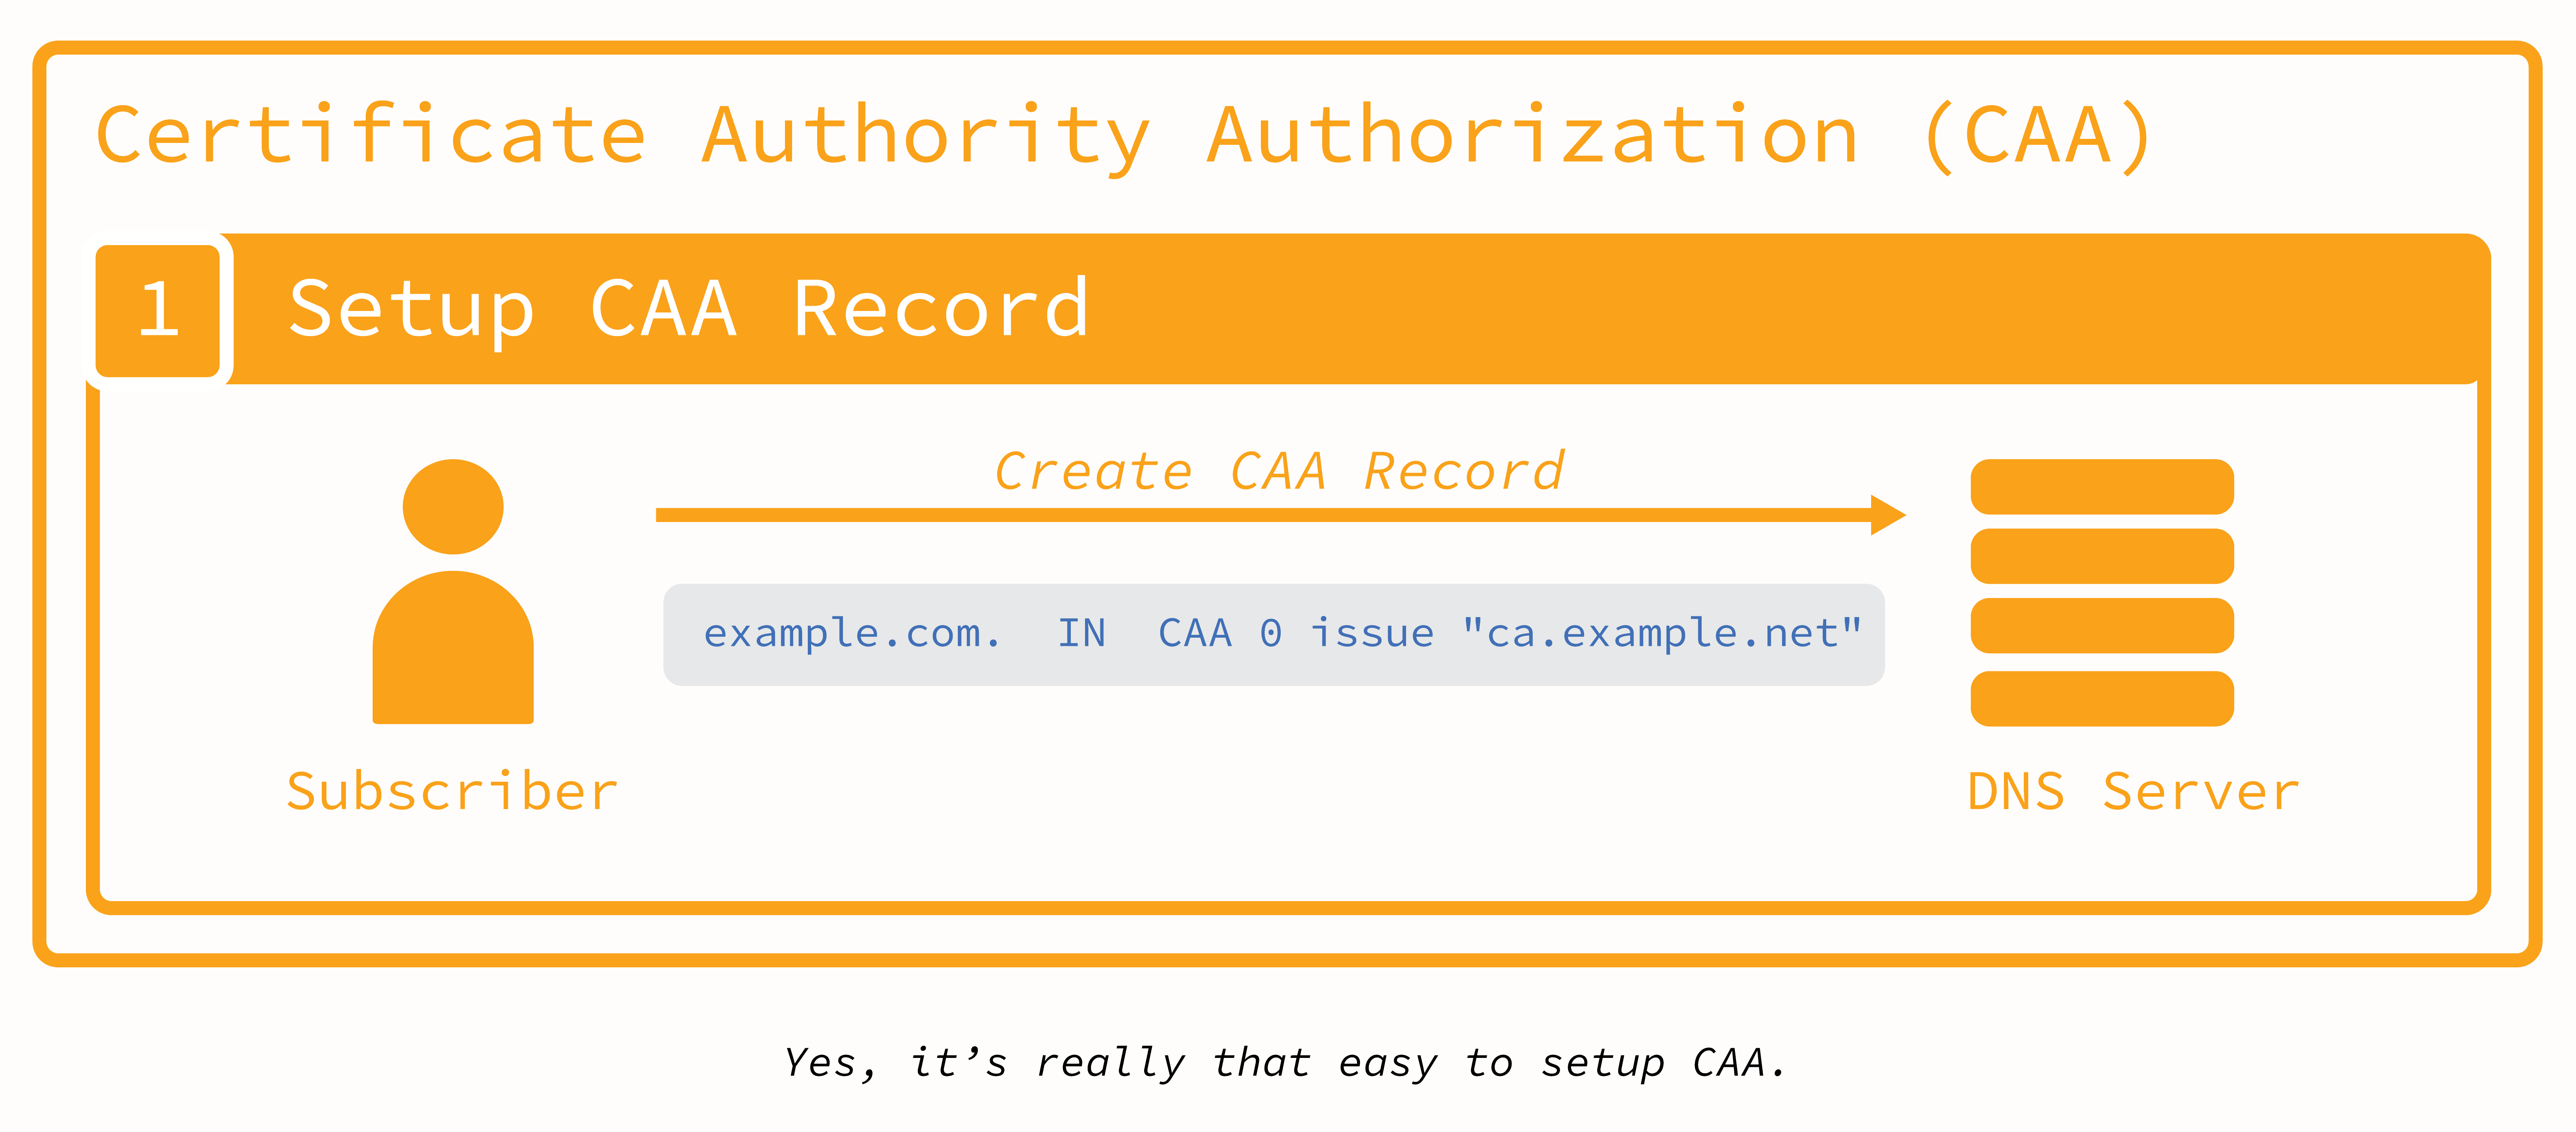 Certificate Authority Authorization (CAA)
1 Setup CAA Record
Create CAA Record
example.com.  IN  CAA 0 issue "ca.example.net"
Subscriber
DNS Server
Yes, it’s really that easy to setup CAA.